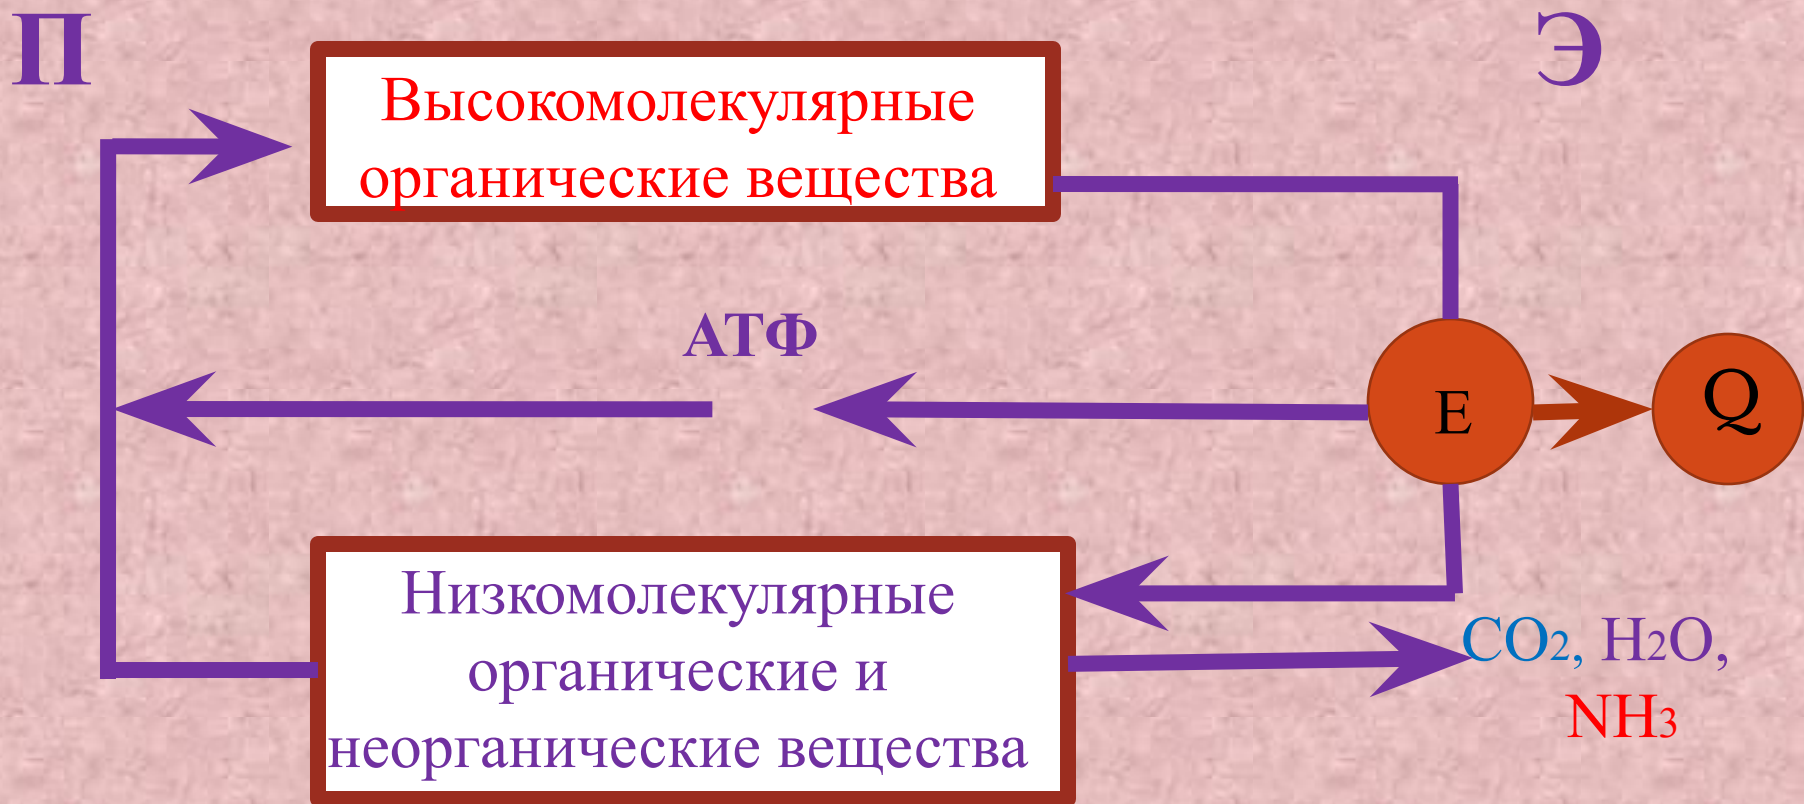 П
Э
Высокомолекулярные
органические вещества
АТФ
E
Q
Низкомолекулярные
органические и
неорганические вещества
CO2, H2O,
NH3